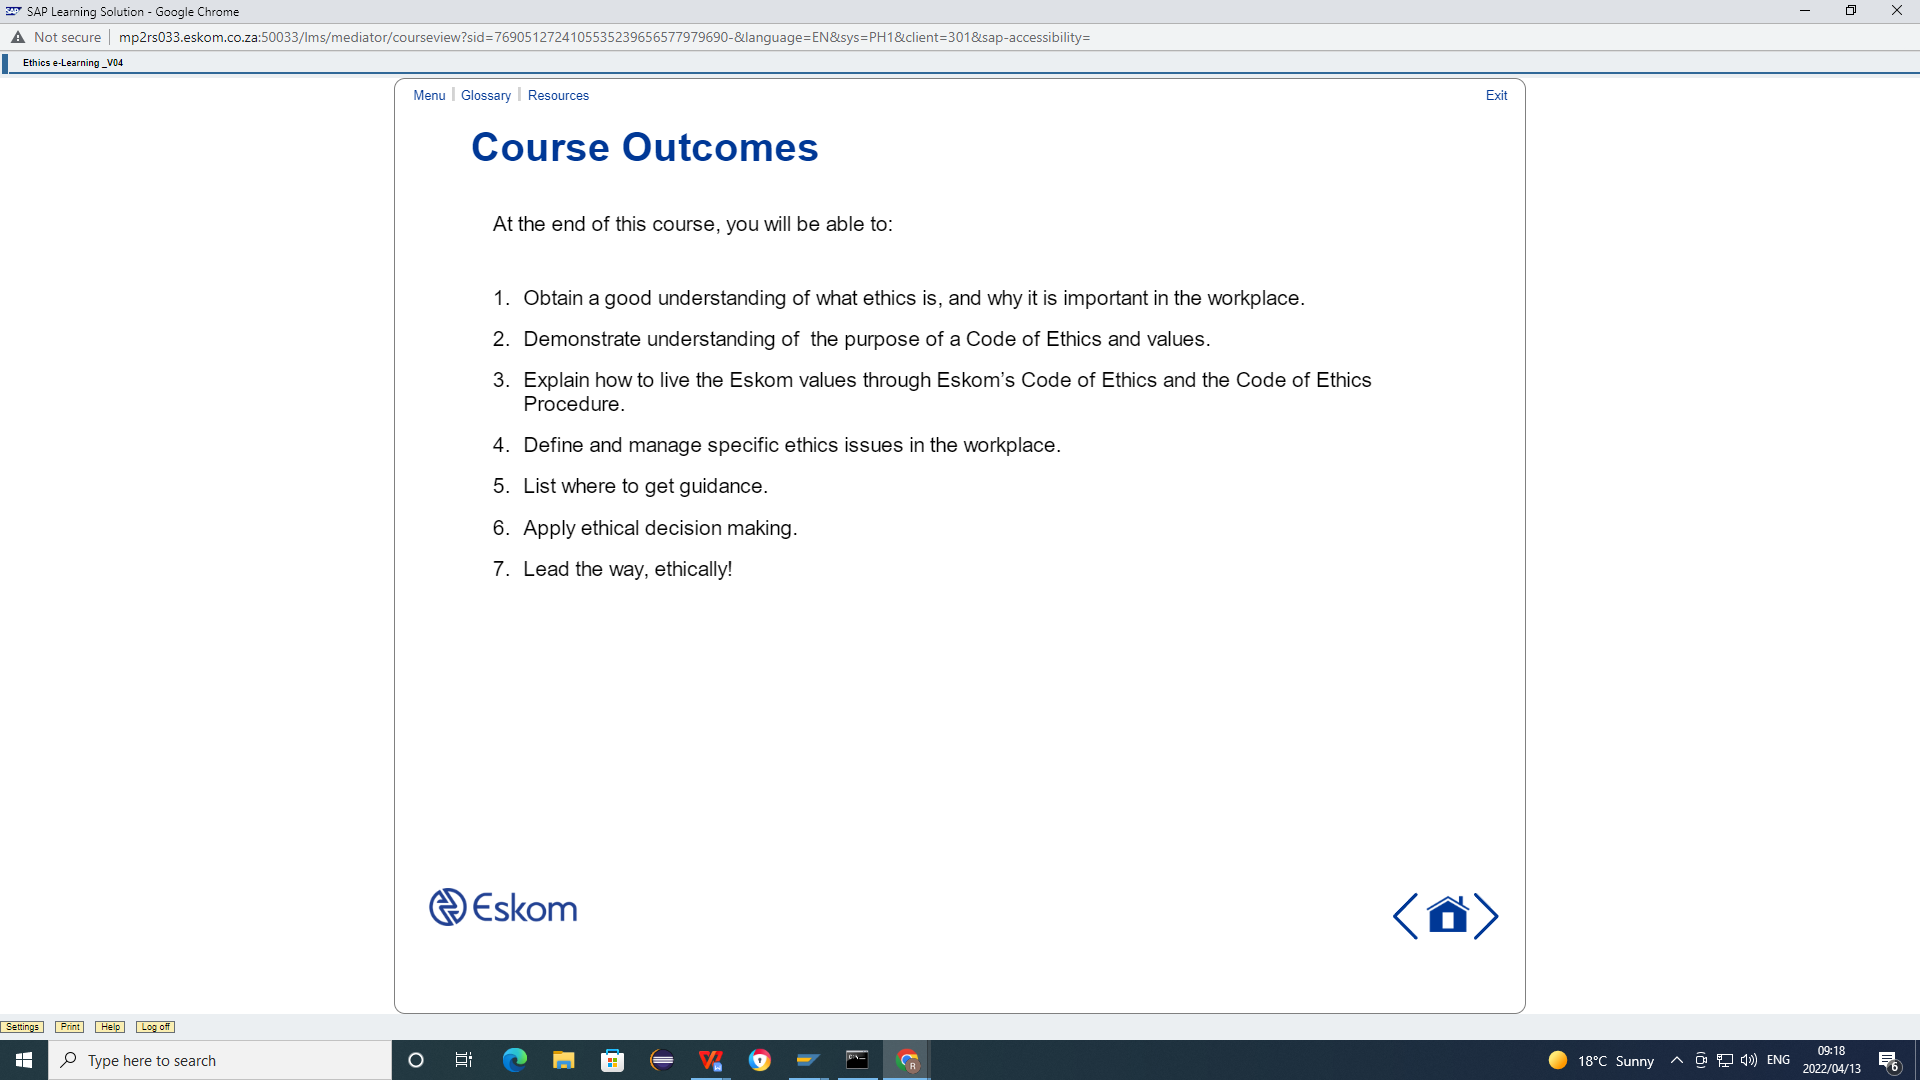 SAP Learning Solution - Google Chrome
Not secure mp2rs033.eskom.co.za:50033/lms/mediator/courseview?sid=7690512724105535239656577979690-&language=EN&sys=PH1&client=301&sap-accessibility=
Ethics e-Learning _V04
Menu Glossary Resources Exit
Course Outcomes
At the end of this course, you will be able to:
1. Obtain a good understanding of what ethics is, and why it is important in the workplace.
2. Demonstrate understanding of  the purpose of a Code of Ethics and values.
3. Explain how to live the Eskom values through Eskom’s Code of Ethics and the Code of Ethics
Procedure.
4. Define and manage specific ethics issues in the workplace.
5. List where to get guidance.
6. Apply ethical decision making.
7. Lead the way, ethically!
Eskom
Settings Print Help Log off
Type here to search
18°C Sunny
ENG
09:18
2022/04/13
6